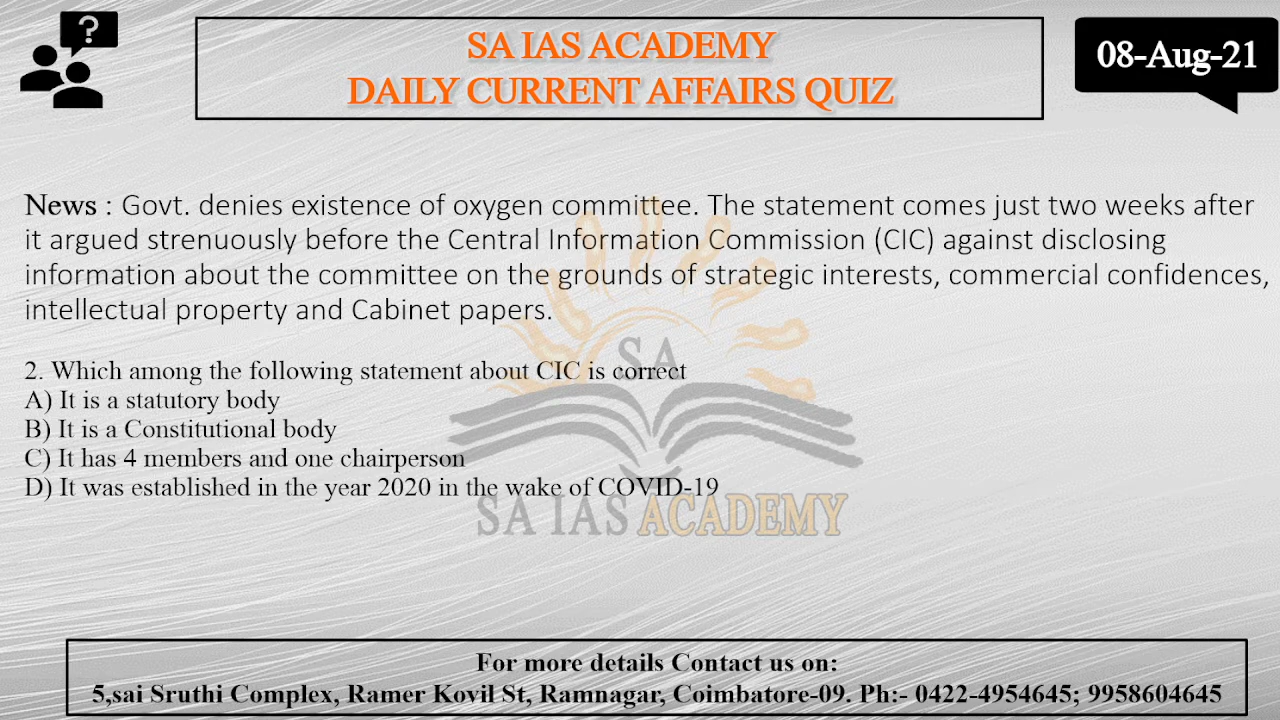 ?
SA IAS ACADEMY
DAILY CURRENT AFFAIRS QUIZ
08-Aug-21
News : Govt. denies existence of oxygen committee. The statement comes just two weeks after
it argued strenuously before the Central Information Commission (CIC) against disclosing
information about the committee on the grounds of strategic interests, commercial confidences,
intellectual property and Cabinet papers.
2. Which among the following statement about CIC is correct
A) It is a statutory body
B) It is a Constitutional body
C) It has 4 members and one chairperson
D) It was established in the year 2020 in the wake of COVID-19
SA
SA IAS ACADEMY
For more details Contact us on:
5,sai Sruthi Complex, Ramer Kovil St, Ramnagar, Coimbatore-09. Ph:- 0422-4954645; 9958604645